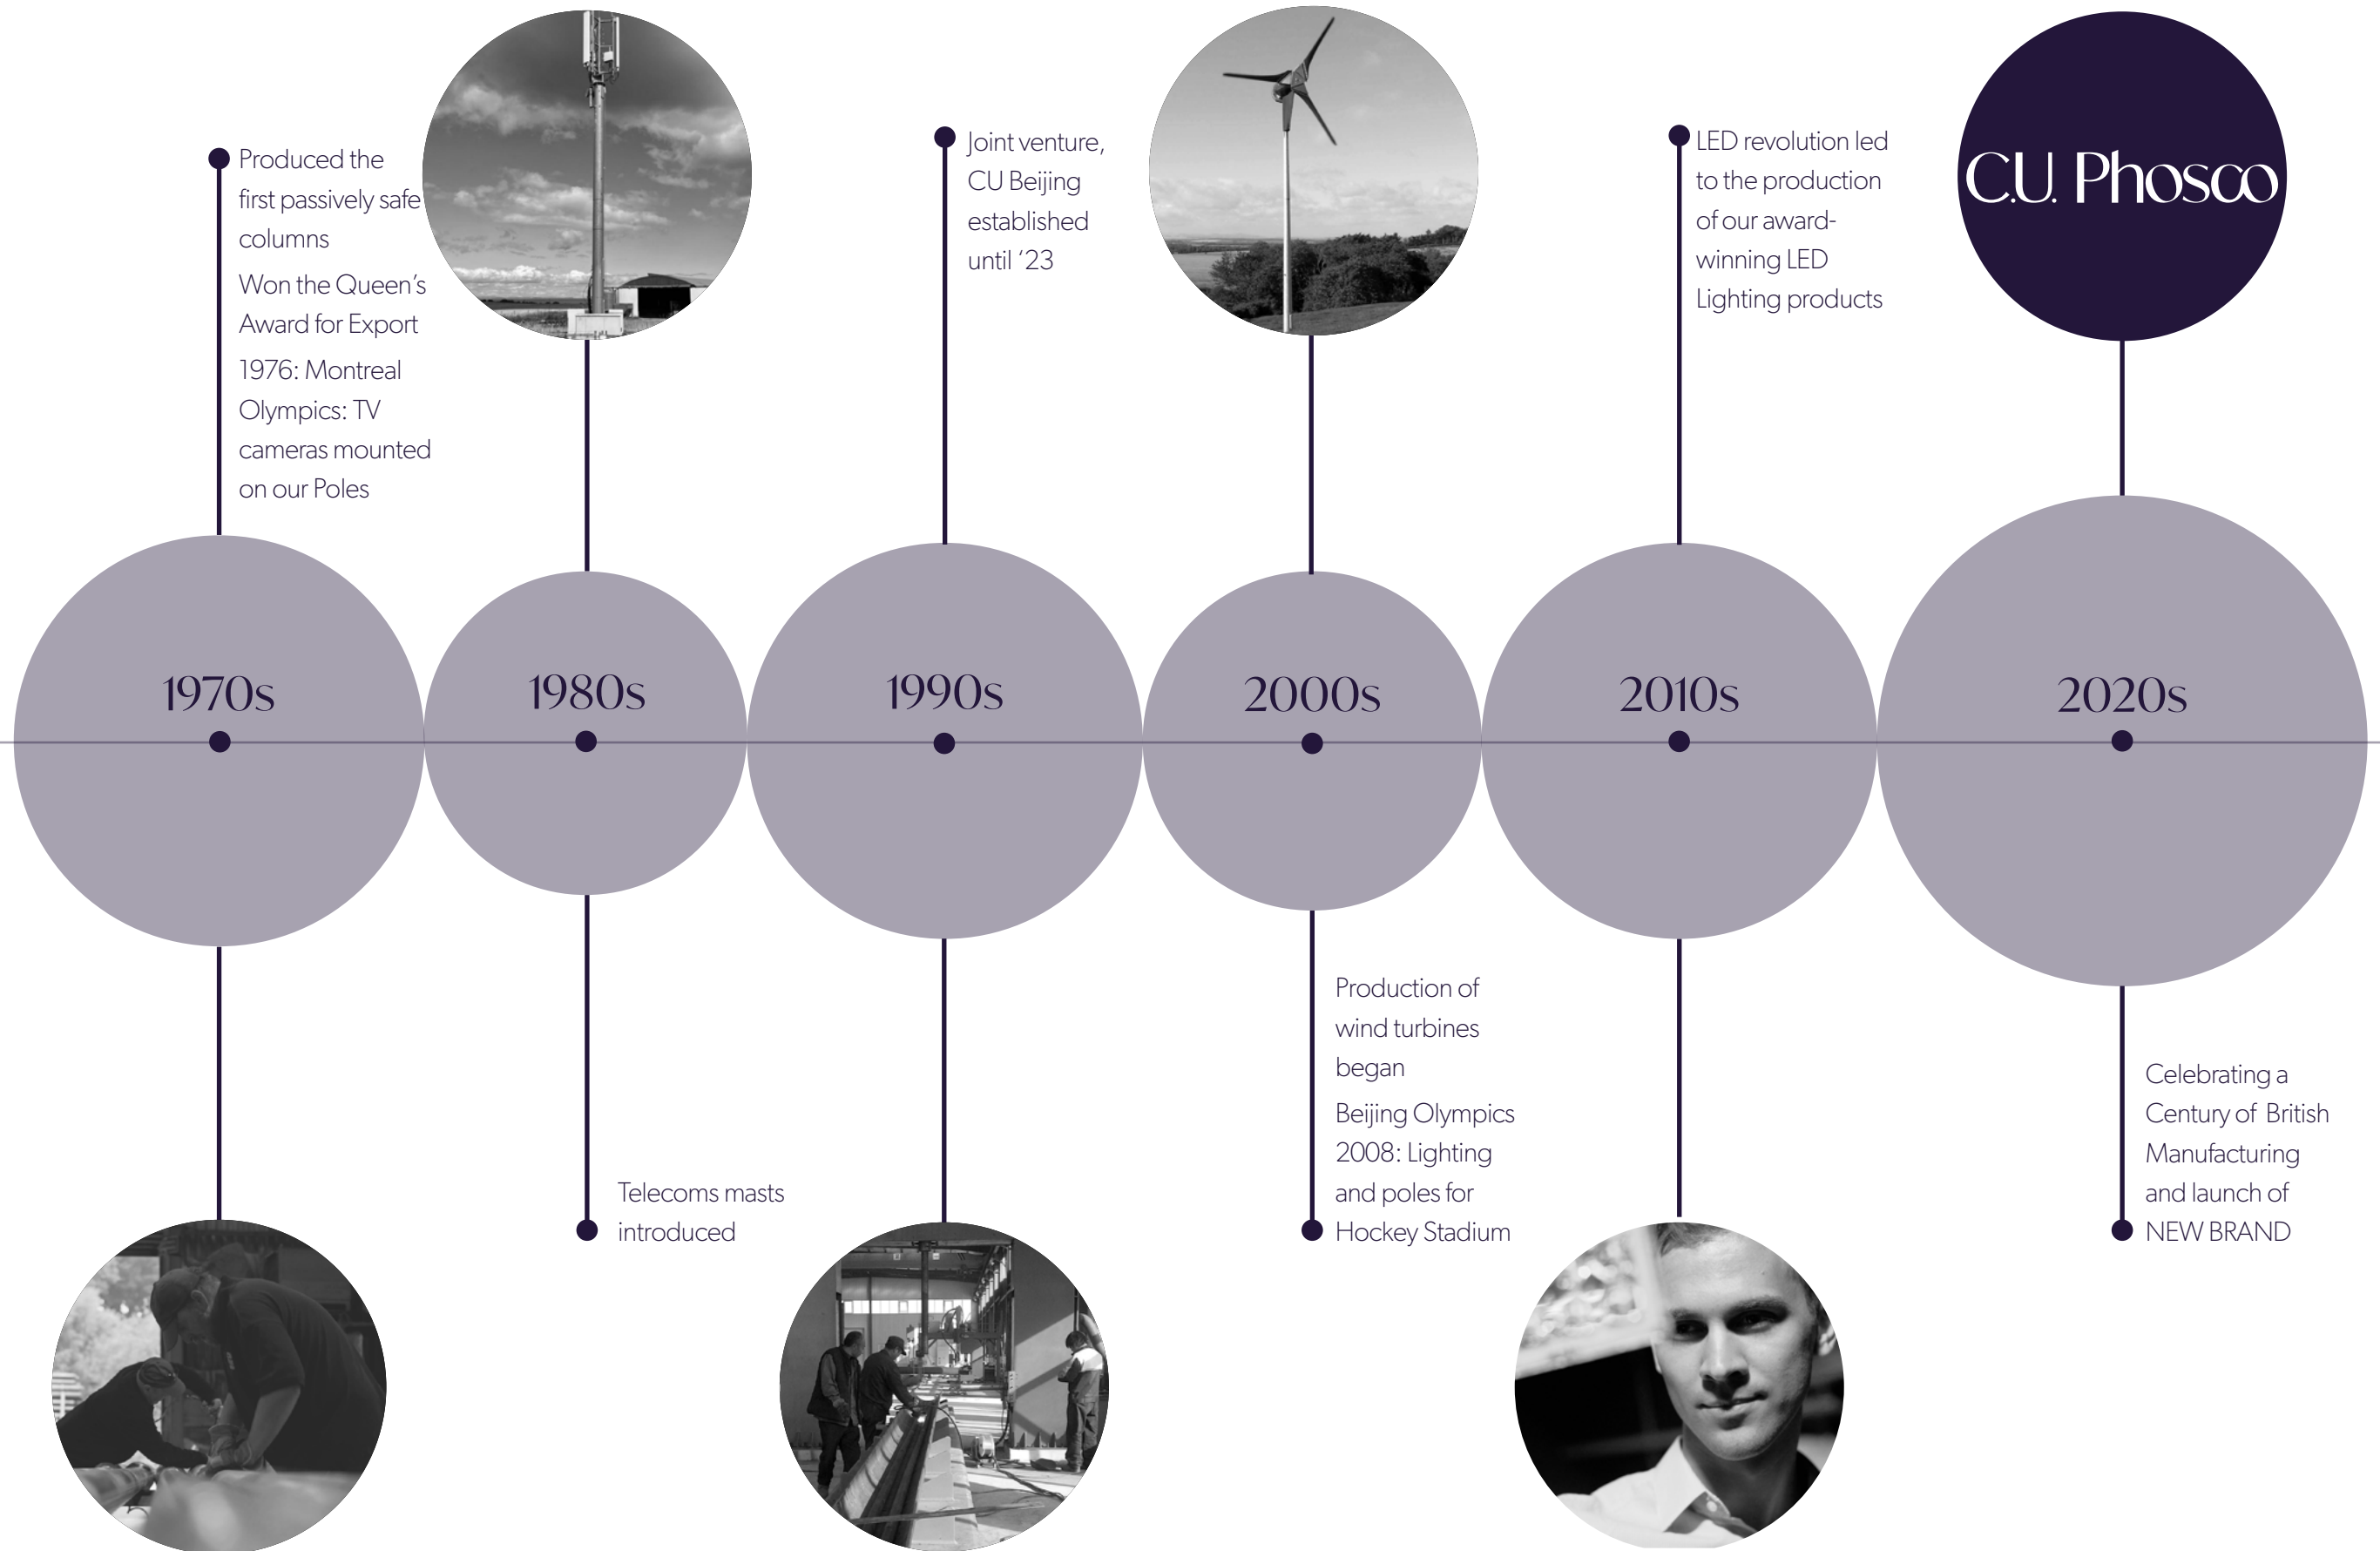 Produced the
first passively safe
columns
Won the Queen’s
Award for Export
1976: Montreal
Olympics: TV
cameras mounted
on our Poles
Joint venture,
CU Beijing
established
until ‘23
LED revolution led
to the production
of our award-
winning LED
Lighting products
C.U. Phosco
1970s
1980s
1990s
2000s
2010s
2020s
Telecoms masts
introduced
Production of
wind turbines
began
Beijing Olympics
2008: Lighting
and poles for
Hockey Stadium
Celebrating a
Century of British
Manufacturing
and launch of
NEW BRAND